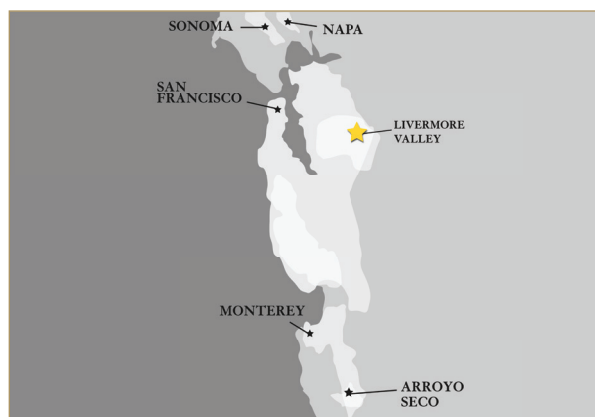 SONOMA
NAPA
SAN
FRANCISCO
LIVERMORE
VALLEY
MONTEREY
ARROYO
SECO